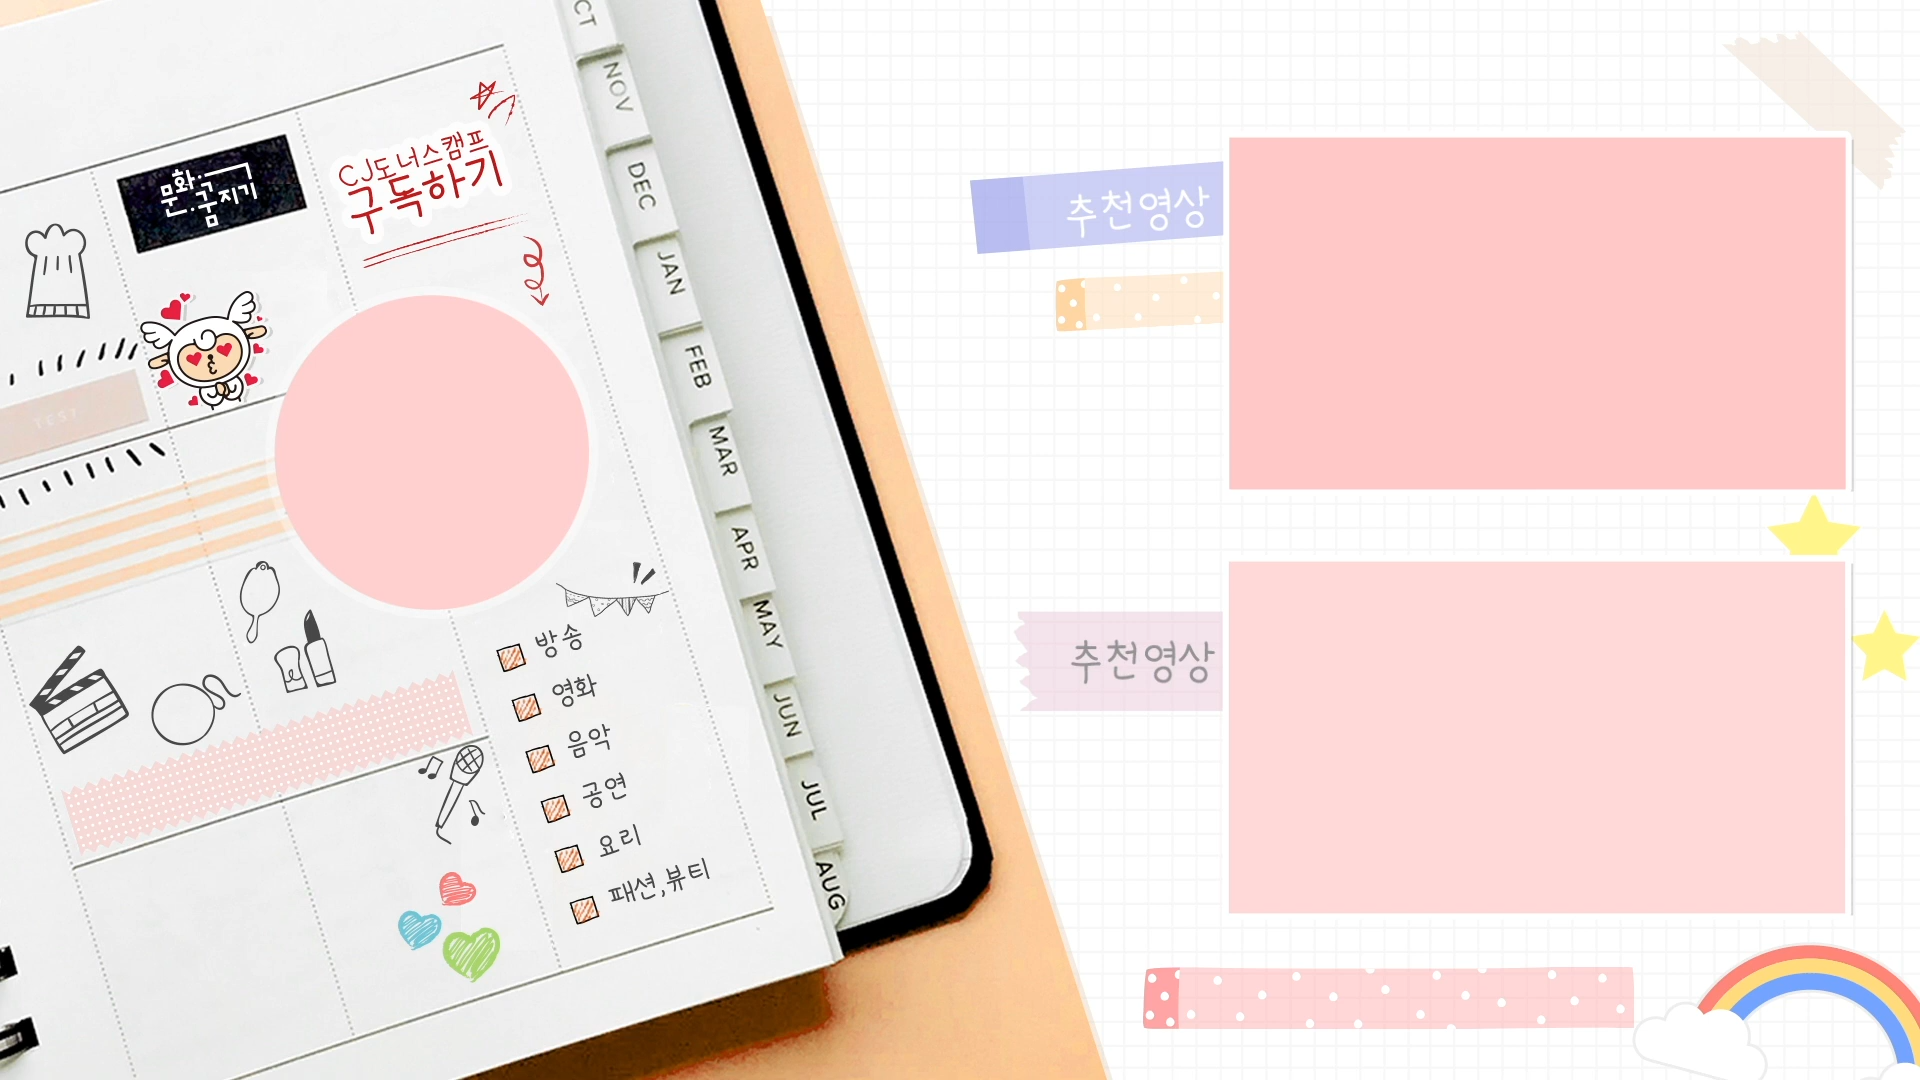 CT
NOV
DEC
JAN
FEB
MAR
APR
MAY
JUN
JUL
AUG
문화.
꿈지기
CJ도너스캠프
구독하기
TEST
방송
영화
음악
공연
요리
패션,뷰티
추천영상
추천영상